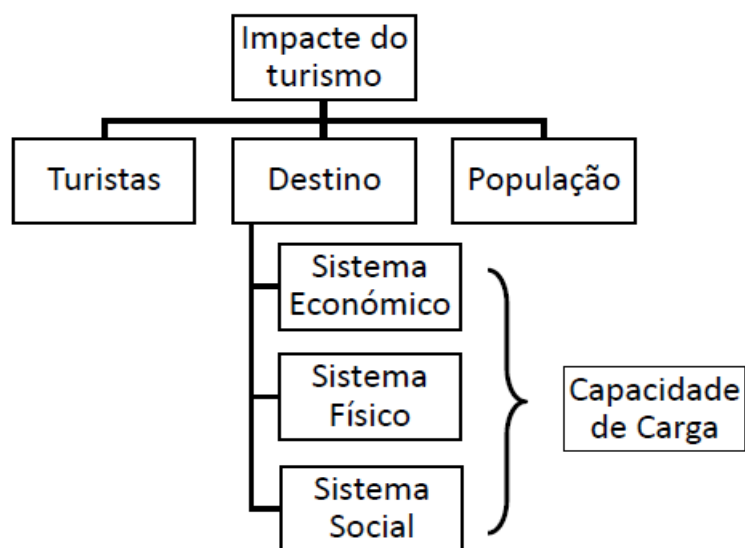 Impacte do
turismo
Turistas
Destino
População
Sistema
Económico
Sistema
Físico
Sistema
Social
Capacidade
de Carga